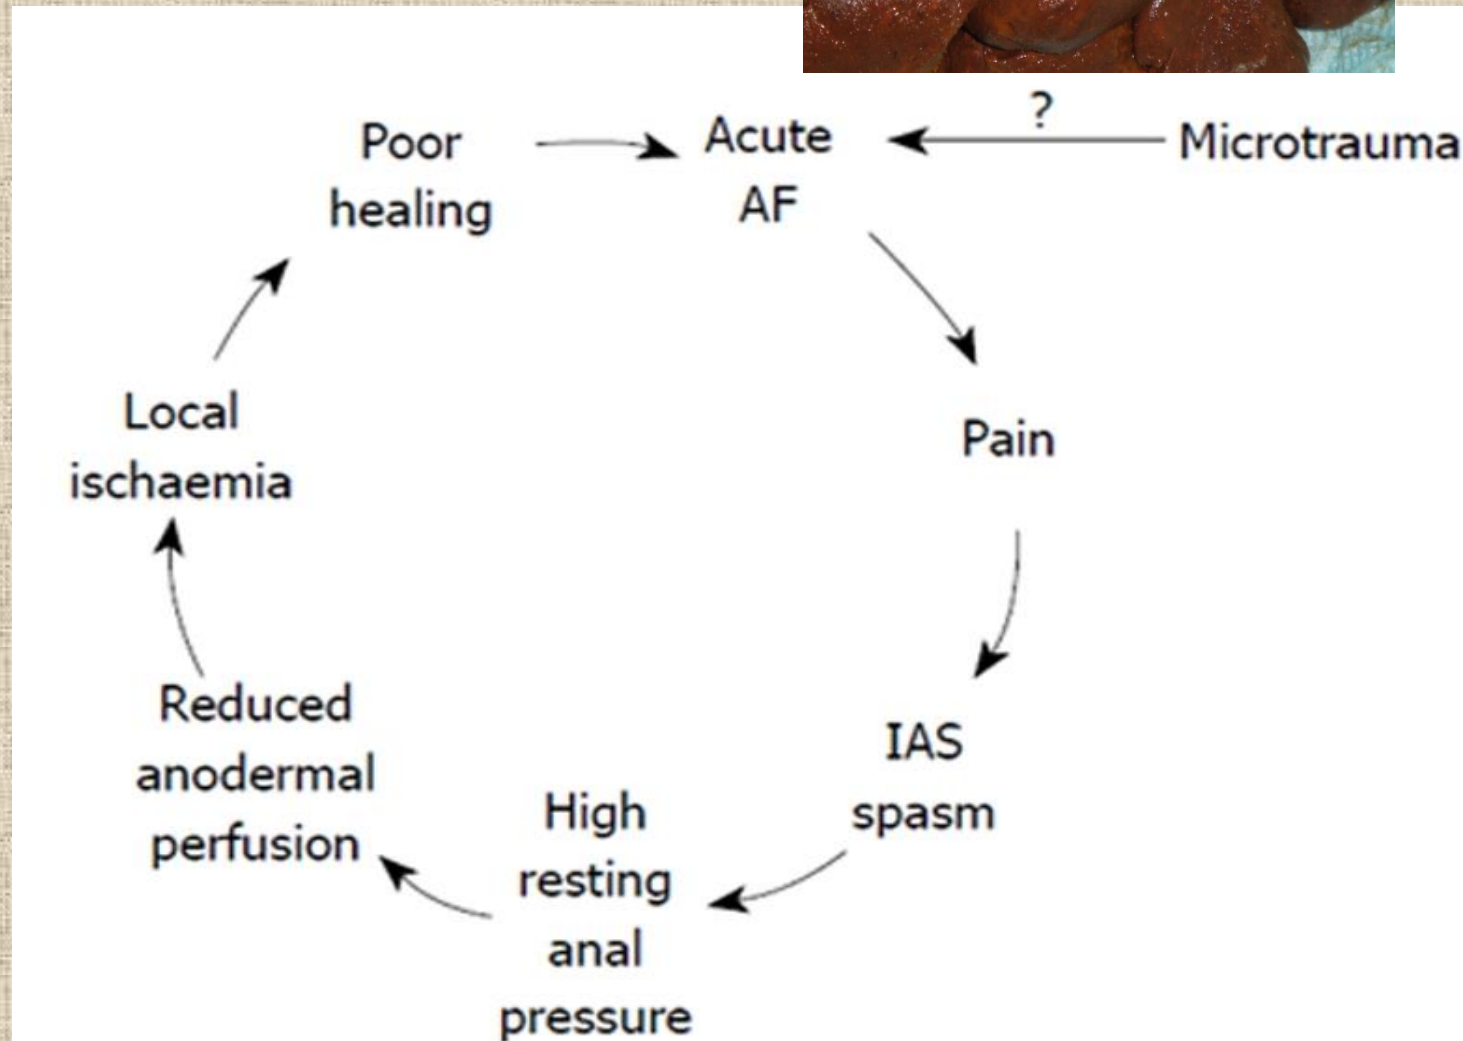 ?
Microtrauma
Acute
AF
Pain
IAS
spasm
High
resting
anal
pressure
Reduced
anodermal
perfusion
Local
ischaemia
Poor
healing